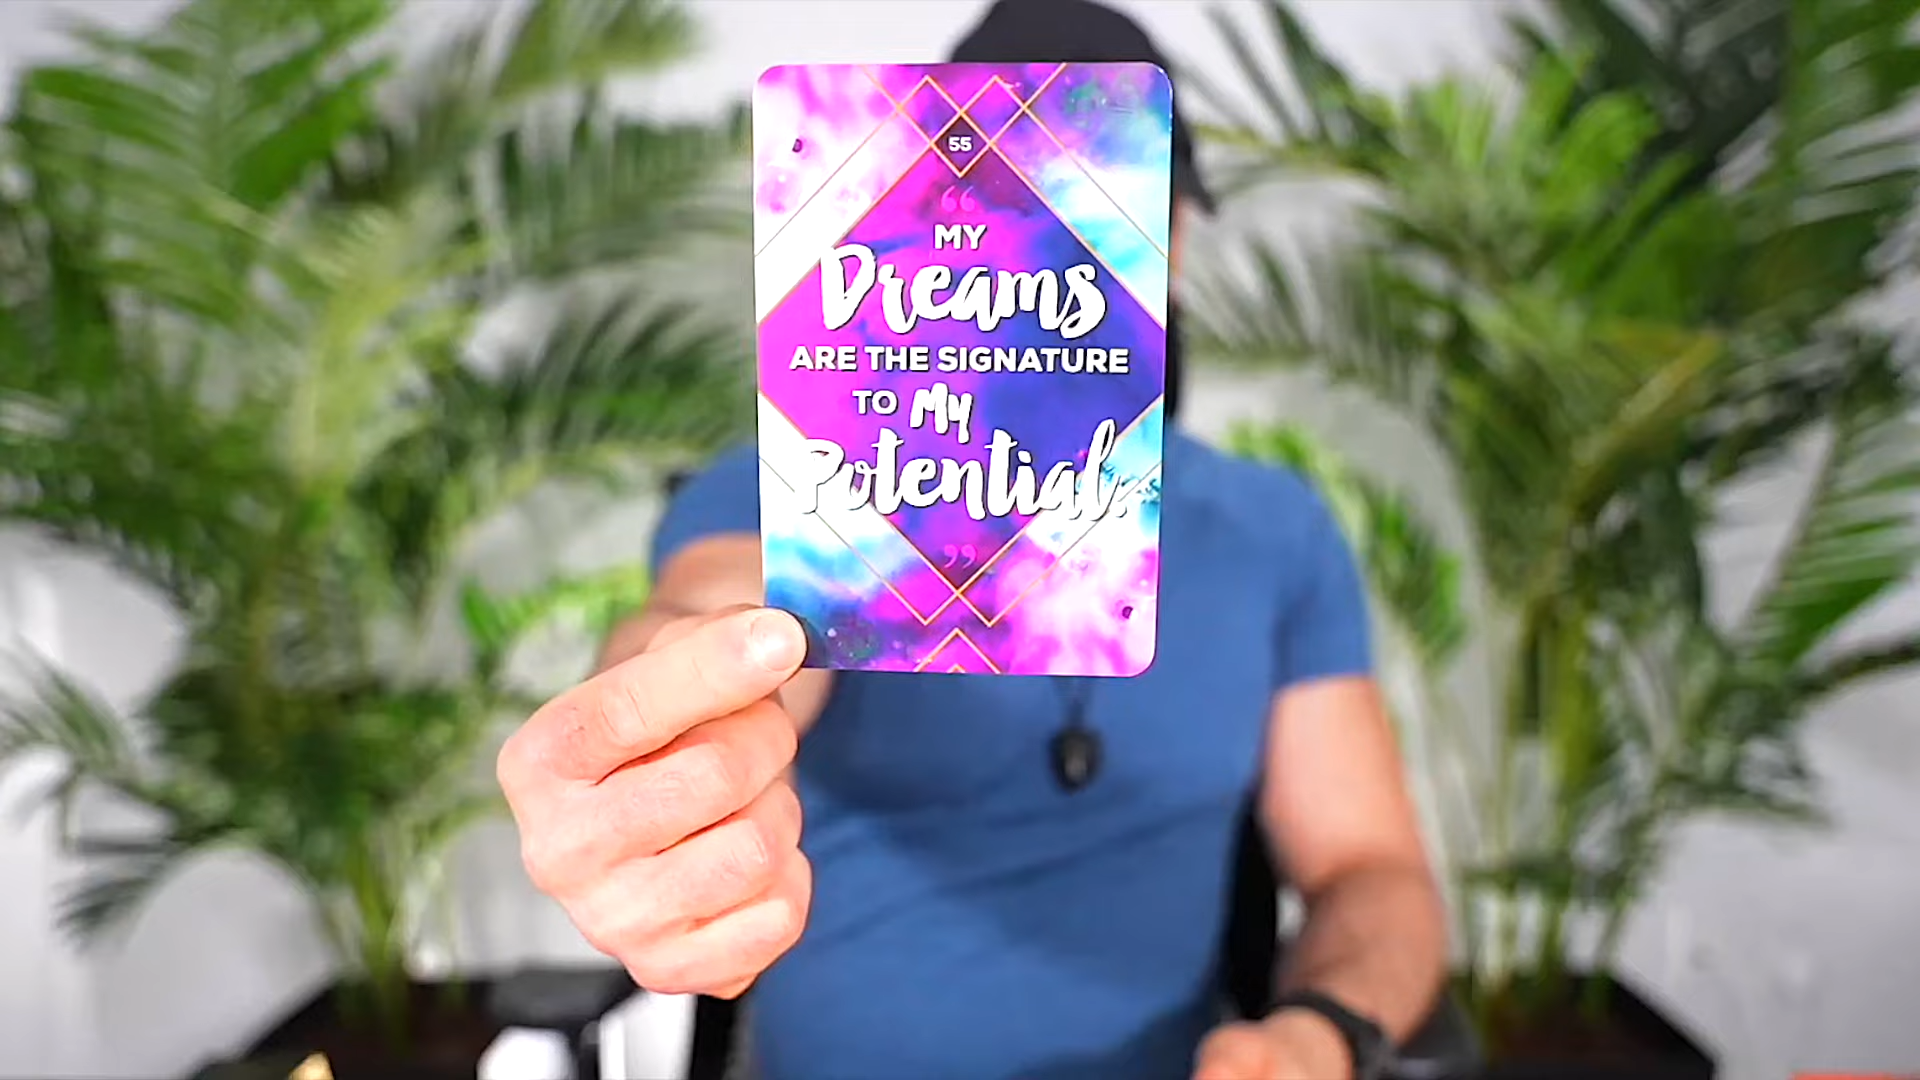 55
“
MY
Dreams
ARE THE SIGNATURE
TO My
Potential.
”